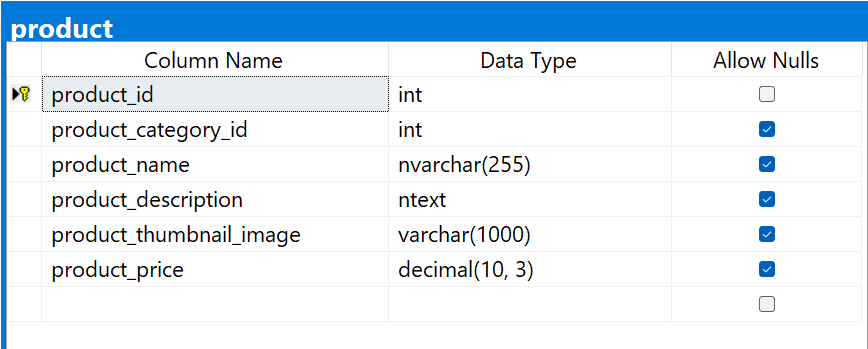 product
Column Name Data Type Allow Nulls
product_id int
product_category_id int
product_name nvarchar(255)
product_description ntext
product_thumbnail_image varchar(1000)
product_price decimal(10, 3)